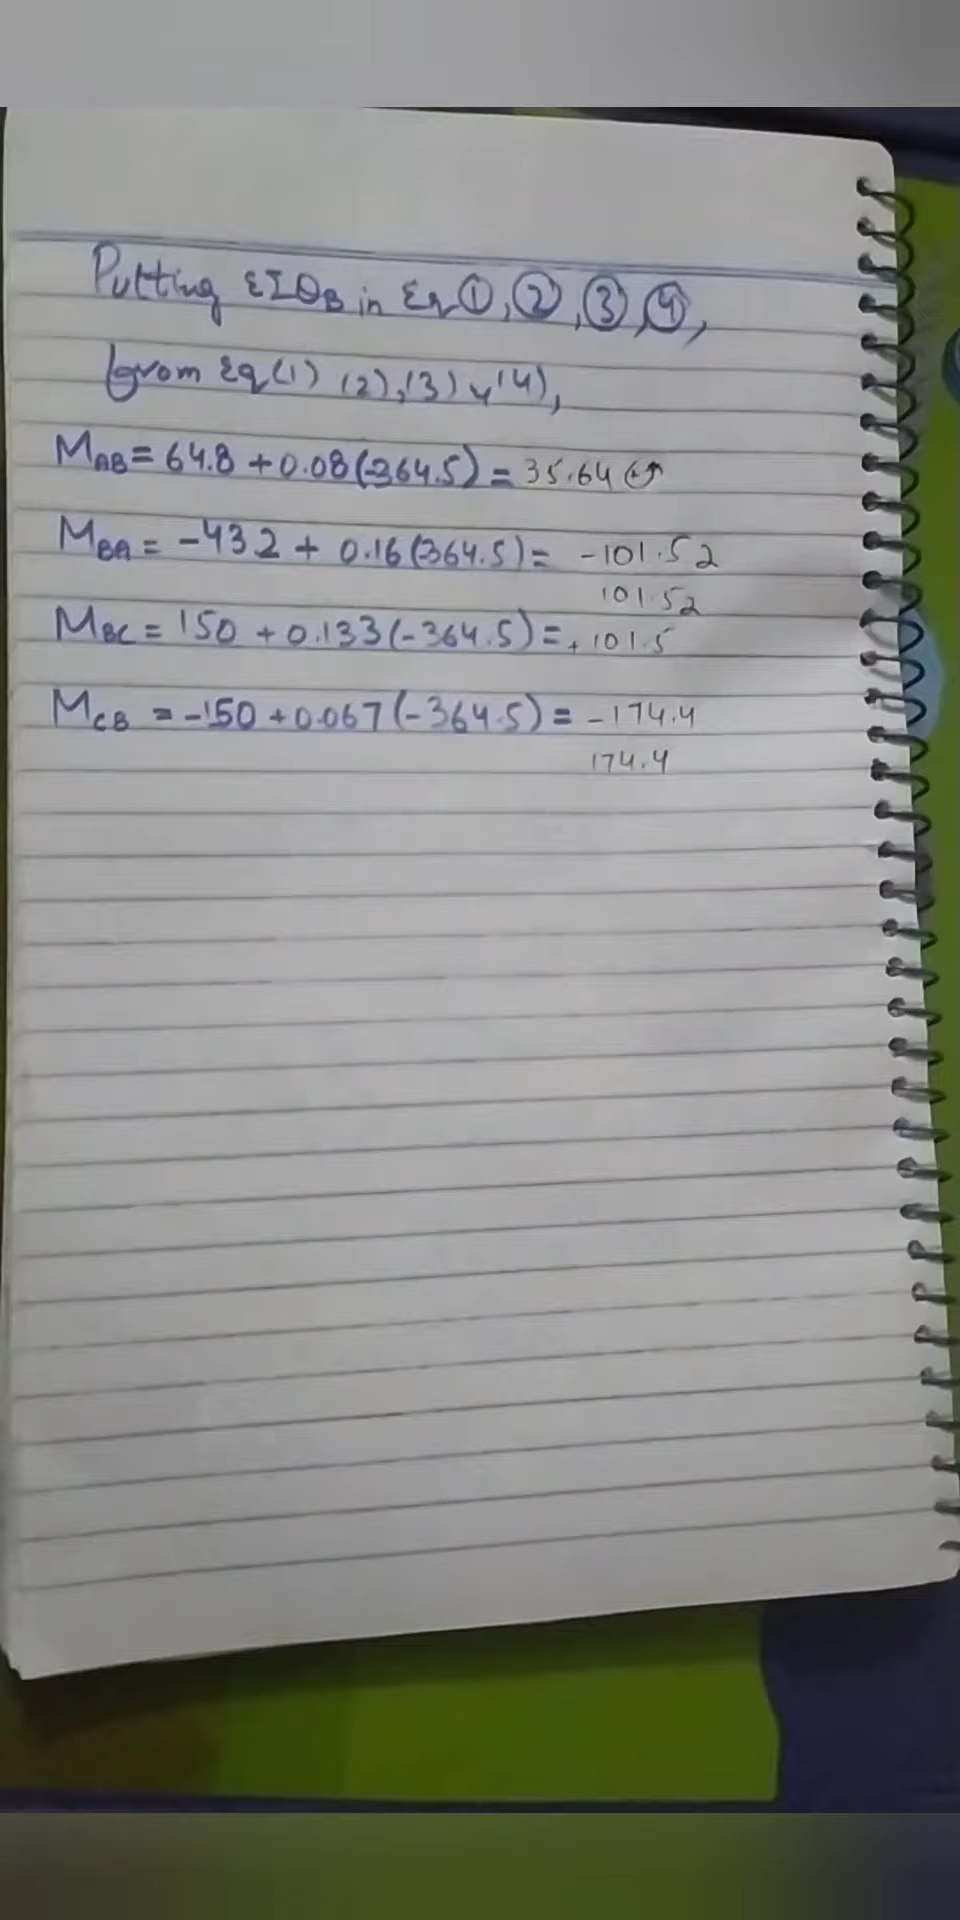 Putting EIθB in Eq ①, ②, ③, ④,
from Eq (1) (2), (3) y (4),
MAB = 64.8 + 0.08(-364.5) = 35.64
MBA = -43.2 + 0.16(-364.5) = -101.52
101.52
MBC = 150 + 0.133(-364.5) = +101.5
MCB = -150 + 0.067(-364.5) = -174.4
174.4